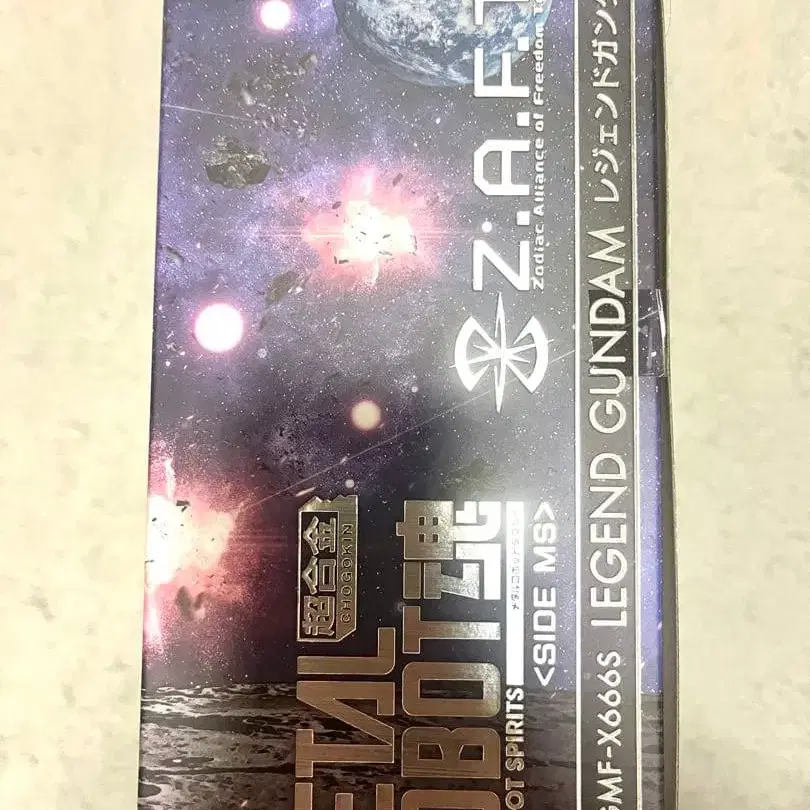 Z.A.F.T
Zodiac Alliance of Freedom
超合金
CHOGOKIN
ETAL
OBOT魂
OT SPIRITS
<SIDE MS>
GMF-X666S LEGEND GUNDAM レジェンドガンダ